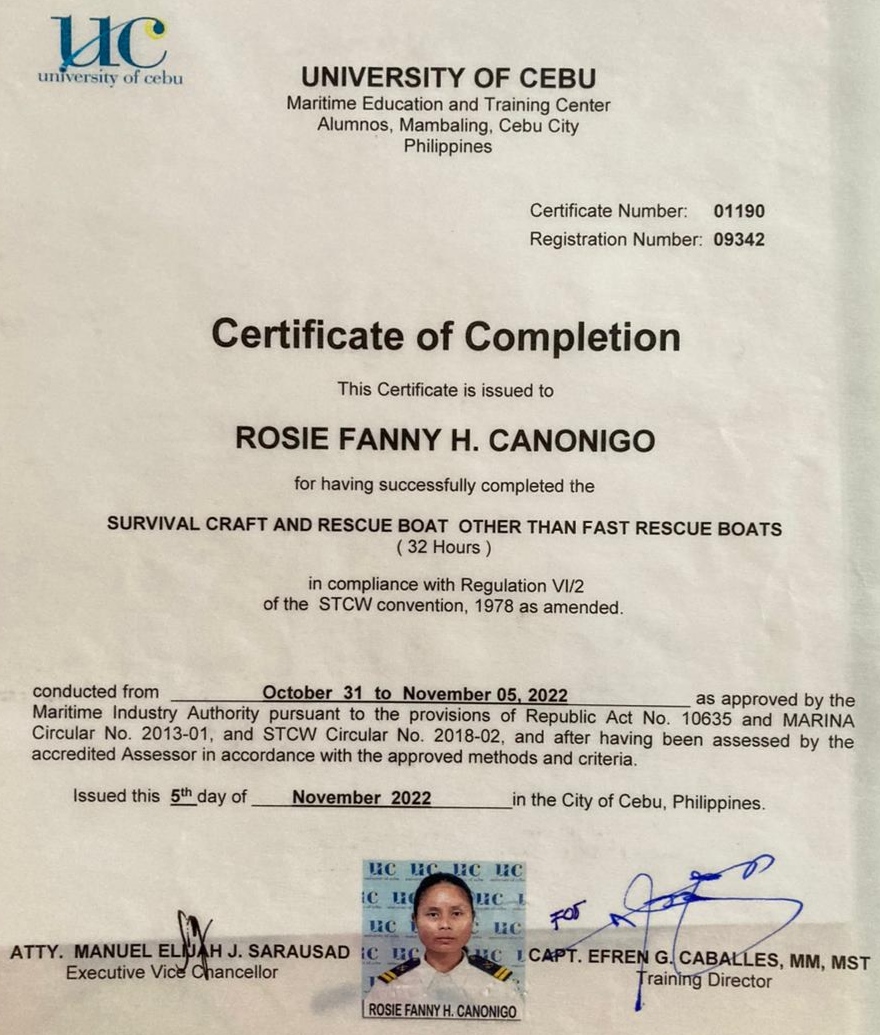 uc
university of cebu
UNIVERSITY OF CEBU
Maritime Education and Training Center
Alumnos, Mambaling, Cebu City
Philippines
Certificate Number: 01190
Registration Number: 09342
Certificate of Completion
This Certificate is issued to
ROSIE FANNY H. CANONIGO
for having successfully completed the
SURVIVAL CRAFT AND RESCUE BOAT OTHER THAN FAST RESCUE BOATS
( 32 Hours )
in compliance with Regulation VI/2
of the STCW convention, 1978 as amended.
conducted from October 31 to November 05, 2022 as approved by the
Maritime Industry Authority pursuant to the provisions of Republic Act No. 10635 and MARINA
Circular No. 2013-01, and STCW Circular No. 2018-02, and after having been assessed by the
accredited Assessor in accordance with the approved methods and criteria.
Issued this 5th day of November 2022 in the City of Cebu, Philippines.
uc uc uc uc
FOR
ATTY. MANUEL ELIJAH J. SARAUSAD
Executive Vice Chancellor
CAPT. EFREN G. CABALLES, MM, MST
Training Director
ROSIE FANNY H. CANONIGO